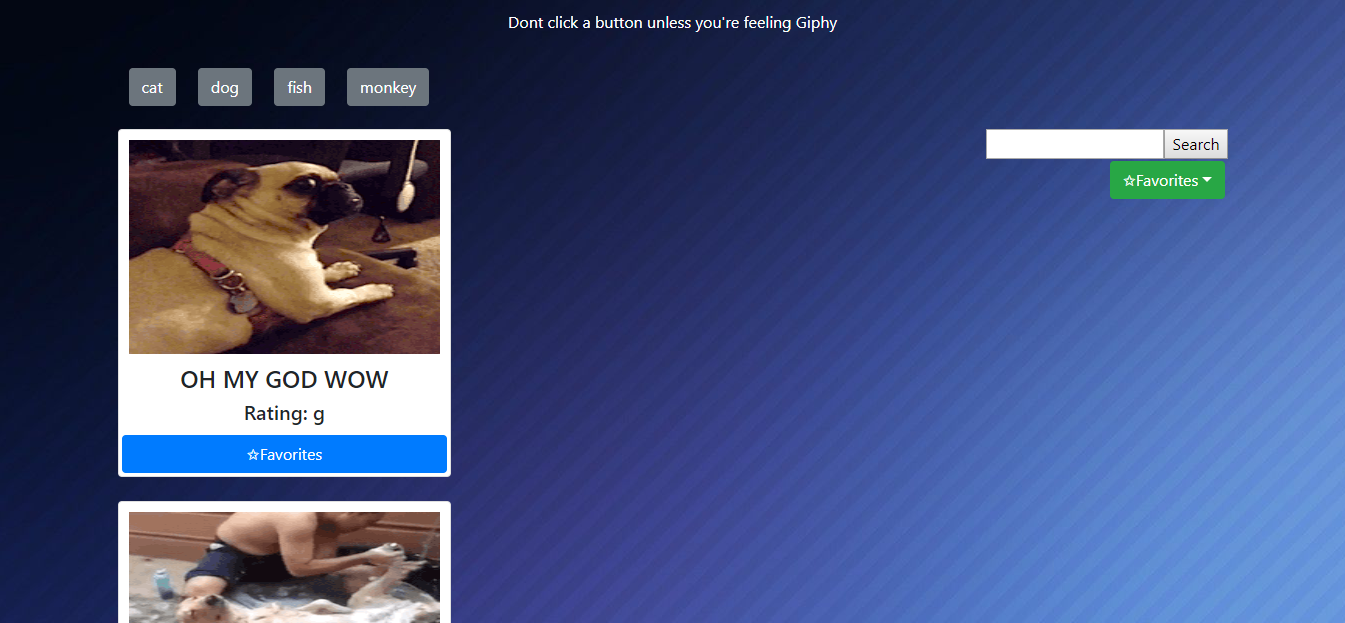 Dont click a button unless you're feeling Giphy
cat dog fish monkey
Search
☆Favorites
OH MY GOD WOW
Rating: g
☆Favorites